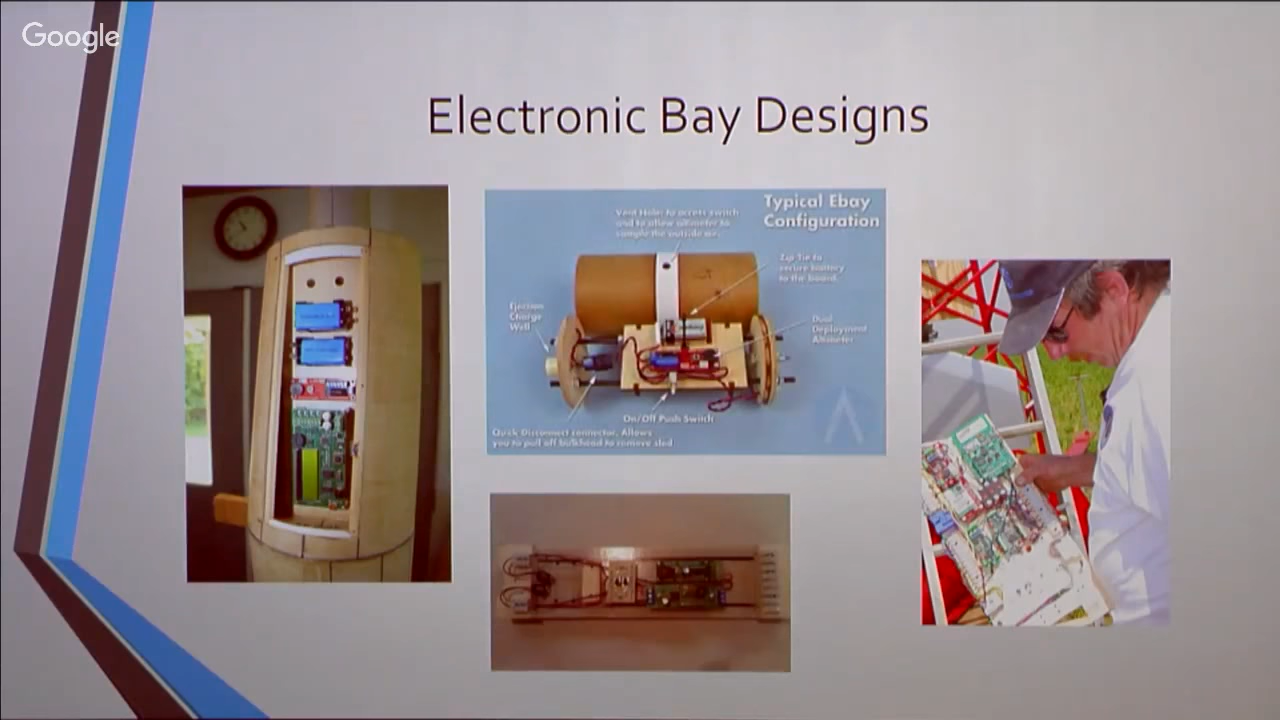 Google
Electronic Bay Designs
Typical Ebay
Configuration
Vent Holes to access switch
and to allow altimeter to
sample the outside air.
Zip Tie to
secure battery
to the board.
Ejection
Charge
Well
Dual
Deployment
Altimeter
On/Off Push Switch
Quick Disconnect connector. Allows
you to pull off bulkhead to remove sled